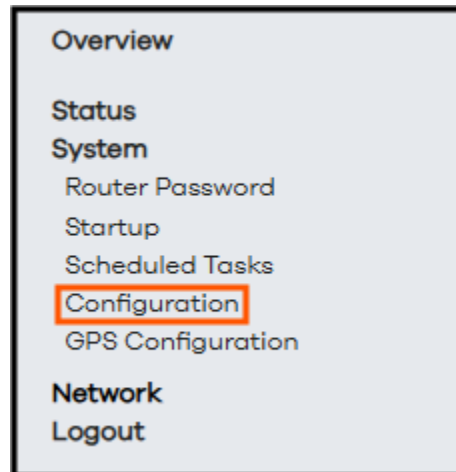 Overview
Status
System
Router Password
Startup
Scheduled Tasks
Configuration
GPS Configuration
Network
Logout